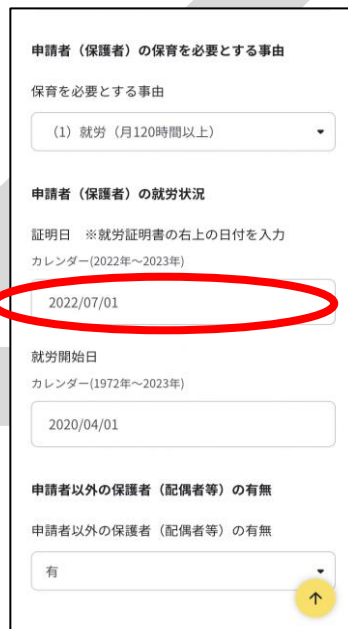 申請者（保護者）の保育を必要とする事由
保育を必要とする事由
（1）就労（月120時間以上）
申請者（保護者）の就労状況
証明日　※就労証明書の右上の日付を入力
カレンダー(2022年～2023年)
2022/07/01
就労開始日
カレンダー(1972年～2023年)
2020/04/01
申請者以外の保護者（配偶者等）の有無
申請者以外の保護者（配偶者等）の有無
有